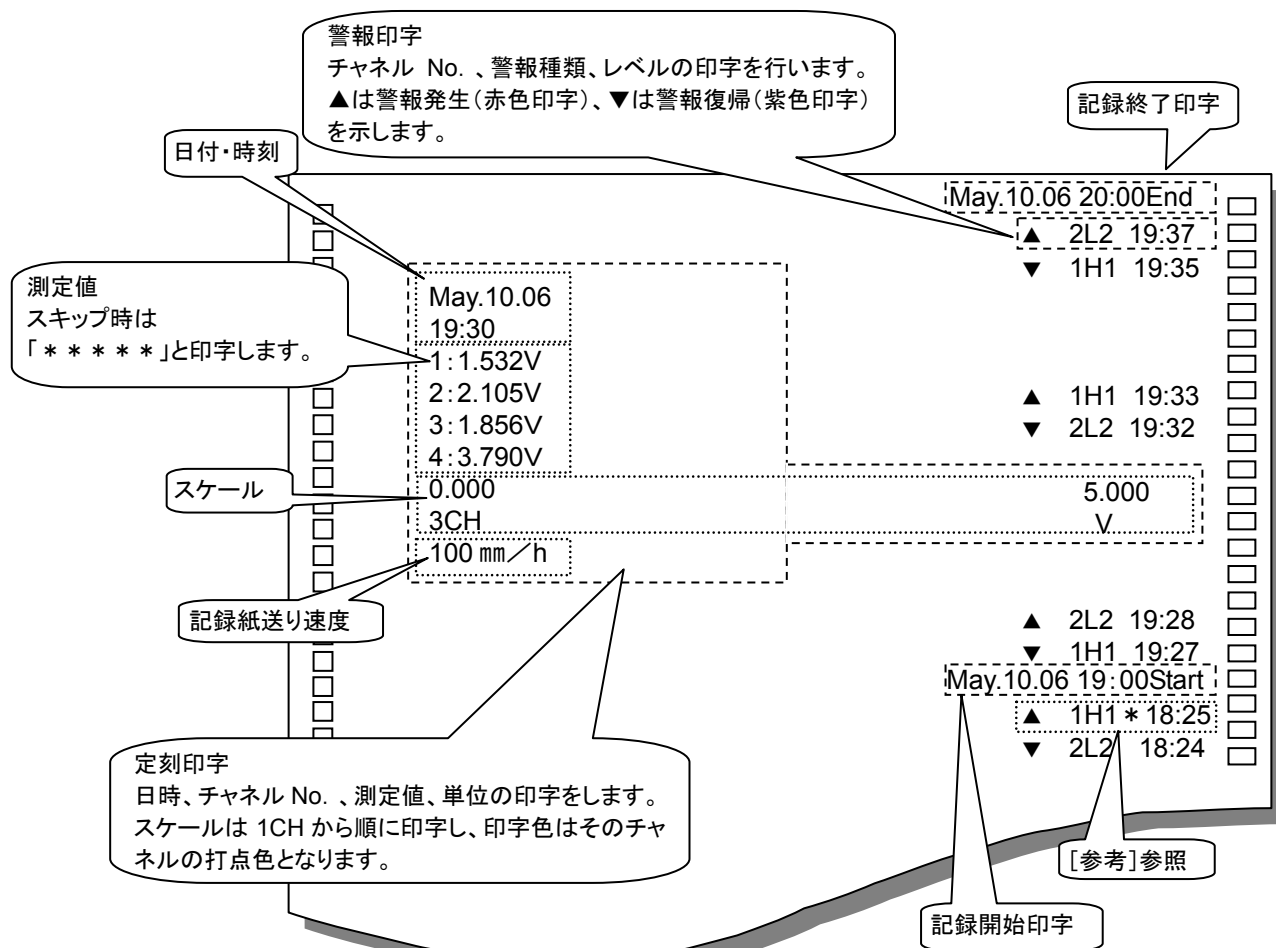 警報印字
チャネル No. 、警報種類、レベルの印字を行います。
▲は警報発生(赤色印字)、▼は警報復帰(紫色印字)
を示します。
記録終了印字
日付・時刻
May.10.06 20:00End
▲ 2L2 19:37
▼ 1H1 19:35
測定値
スキップ時は
「*****」と印字します。
May.10.06
19:30
1:1.532V
2:2.105V
3:1.856V
4:3.790V
▲ 1H1 19:33
▼ 2L2 19:32
スケール
0.000 5.000
3CH V
100 ㎜/h
記録紙送り速度
▲ 2L2 19:28
▼ 1H1 19:27
May.10.06 19:00Start
▲ 1H1*18:25
▼ 2L2 18:24
定刻印字
日時、チャネル No. 、測定値、単位の印字をします。
スケールは 1CH から順に印字し、印字色はそのチャ
ネルの打点色となります。
[参考]参照
記録開始印字